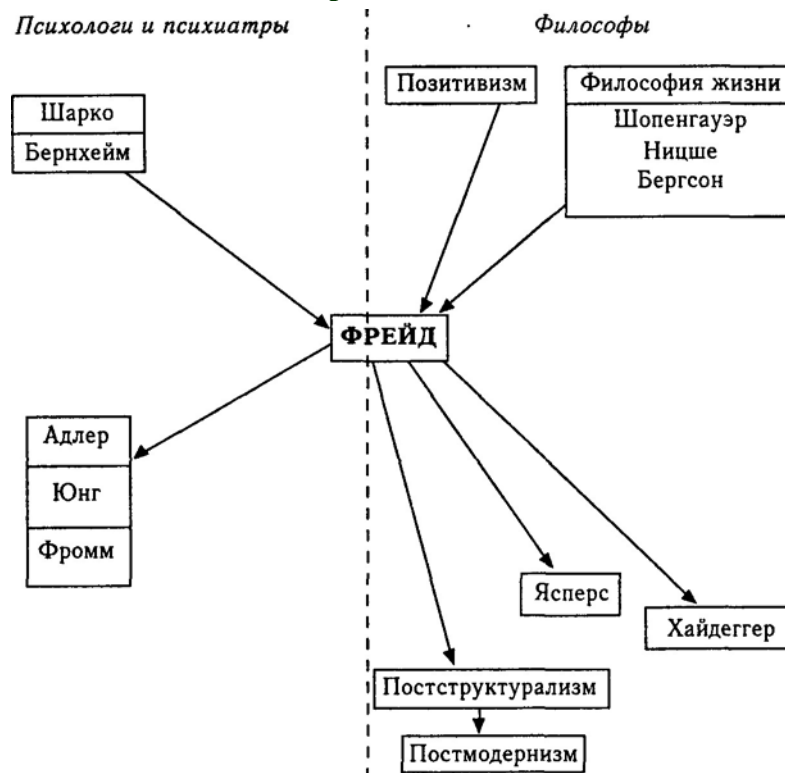 Психологи и психиатры
Философы
Позитивизм
Философия жизни
Шопенгауэр
Ницше
Бергсон
Шарко
Бернхейм
ФРЕЙД
Адлер
Юнг
Фромм
Ясперс
Хайдеггер
Постструктурализм
Постмодернизм